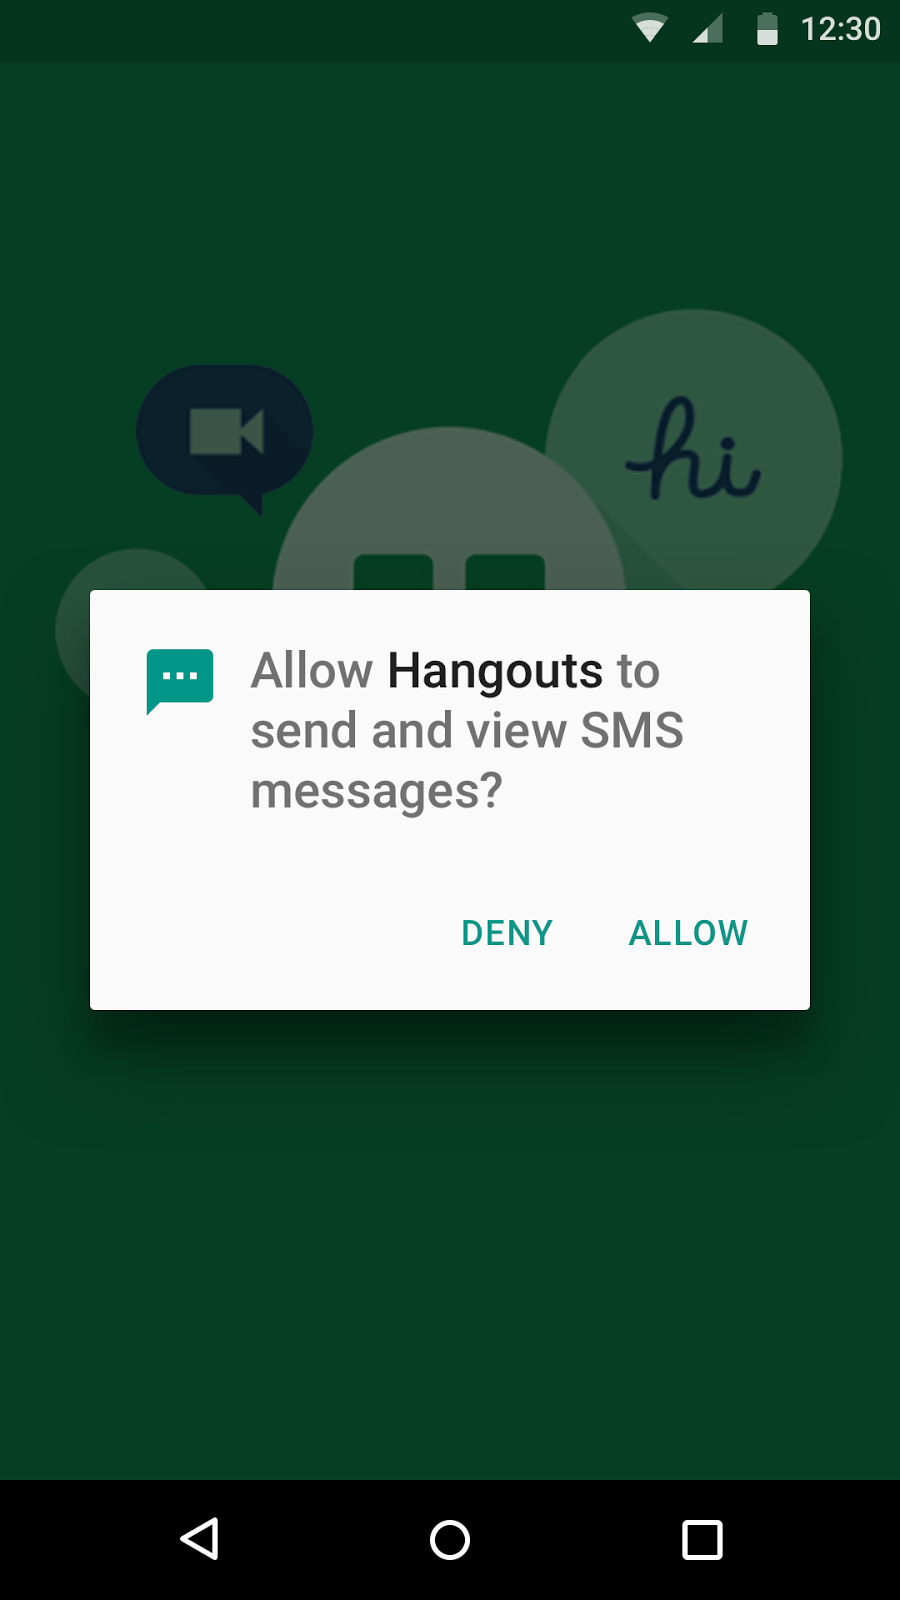 12:30
hi
Allow Hangouts to
send and view SMS
messages?
DENY ALLOW